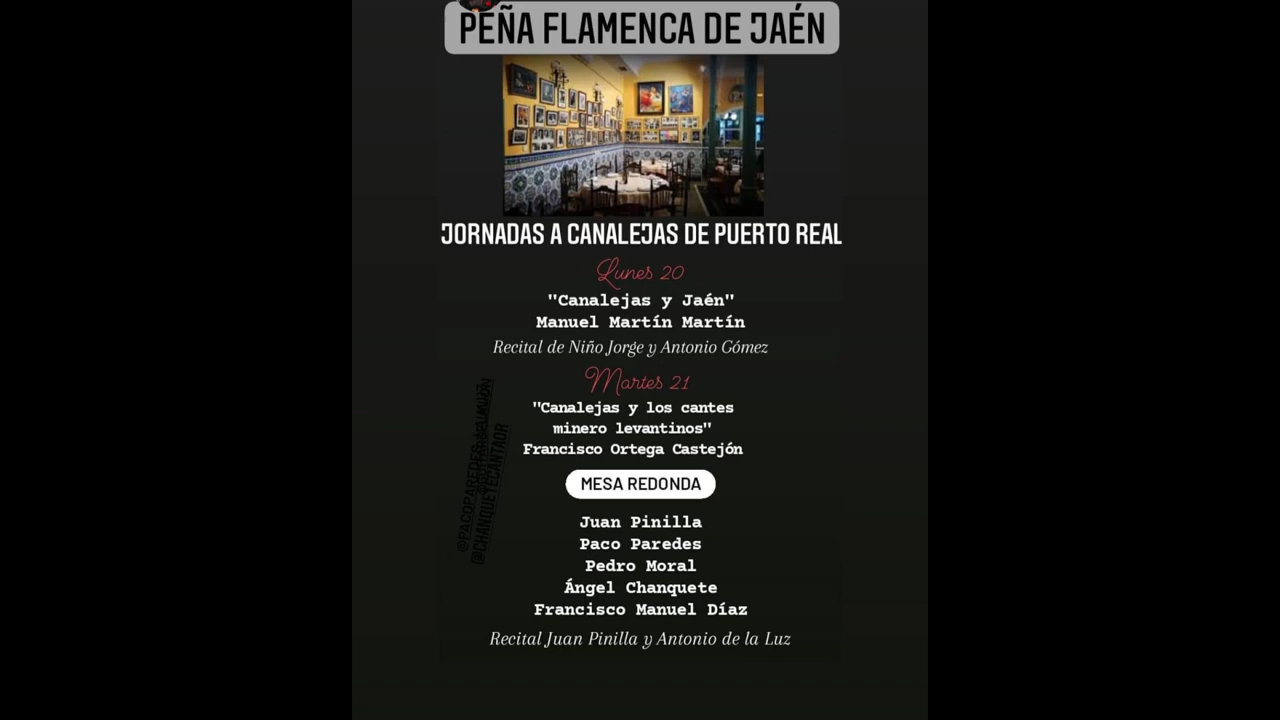 PEÑA FLAMENCA DE JAÉN
JORNADAS A CANALEJAS DE PUERTO REAL
Lunes 20
"Canalejas y Jaén"
Manuel Martín Martín
Recital de Niño Jorge y Antonio Gómez
Martes 21
"Canalejas y los cantes
minero levantinos"
Francisco Ortega Castejón
MESA REDONDA
Juan Pinilla
Paco Paredes
Pedro Moral
Ángel Chanquete
Francisco Manuel Díaz
Recital Juan Pinilla y Antonio de la Luz
@CHANQUETECANTAOR